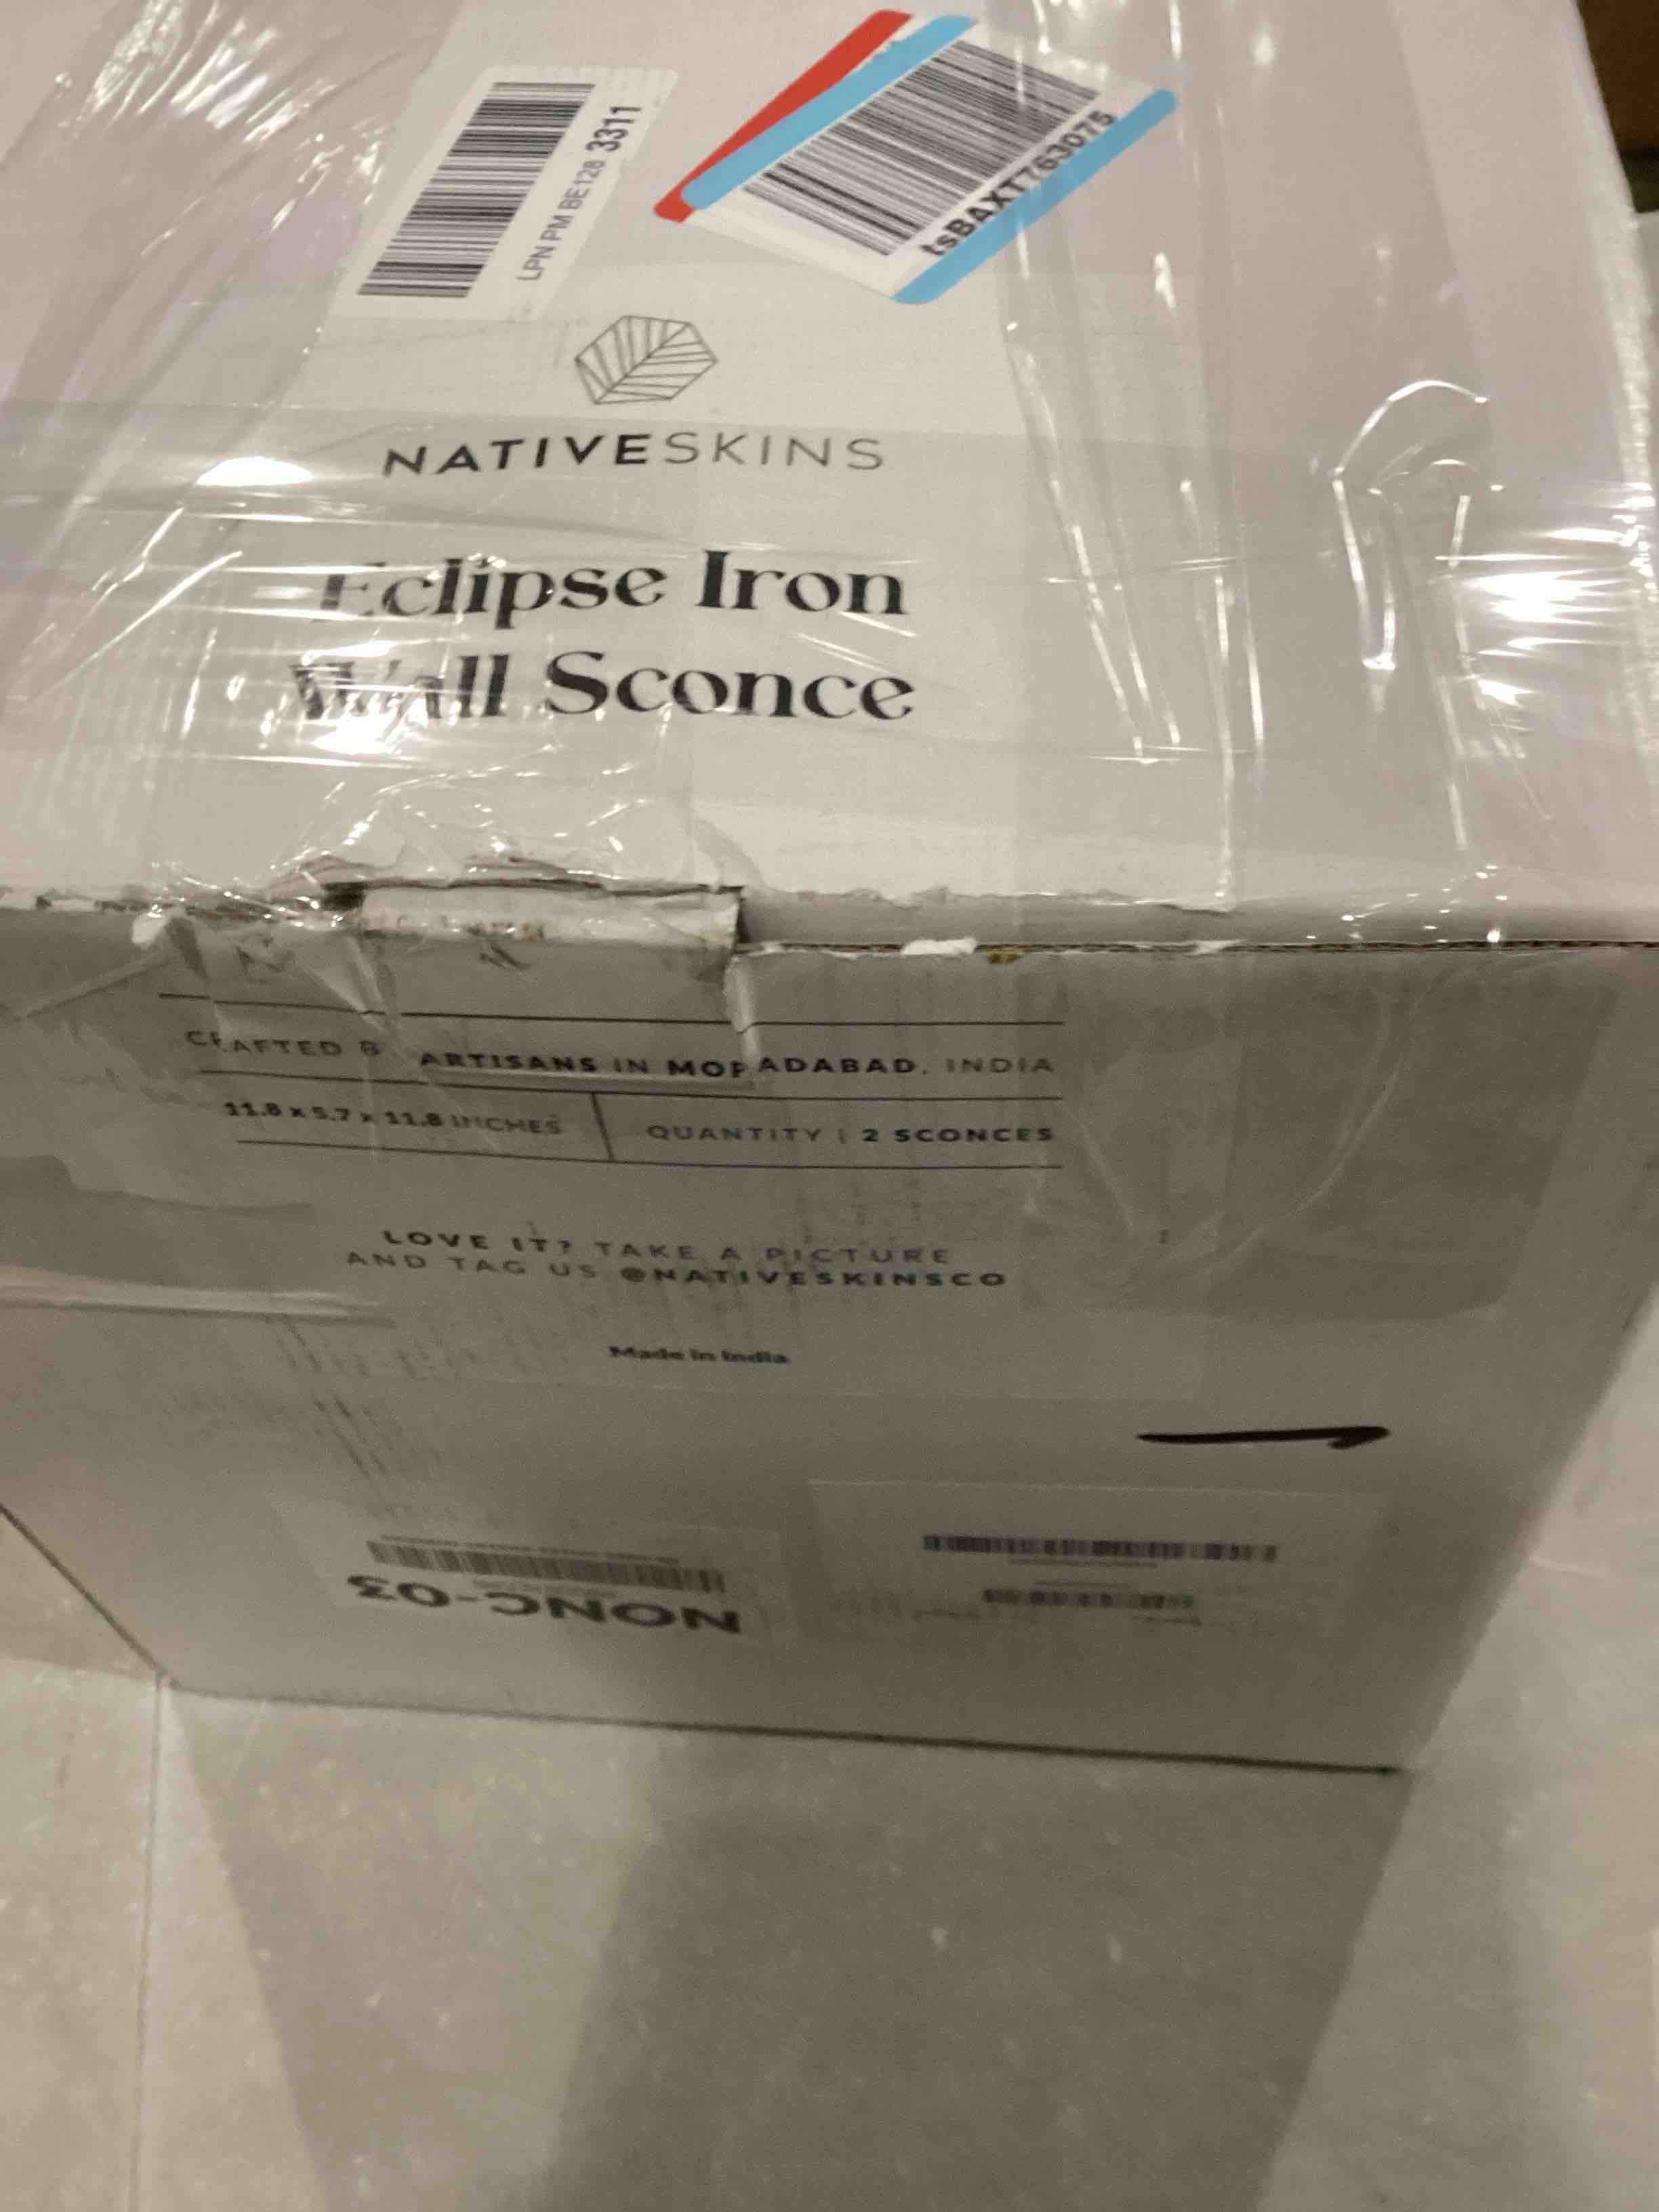 LPN PM BE128 3311
tsBAXT763075
NATIVESKINS
Eclipse Iron
Wall Sconce
CRAFTED B ARTISANS IN MORADABAD, INDIA
11.8 x 5.7 x 11.8 INCHES
QUANTITY | 2 SCONCES
LOVE IT? TAKE A PICTURE
AND TAG US @NATIVESKINSCO
Made in India
NONC-03